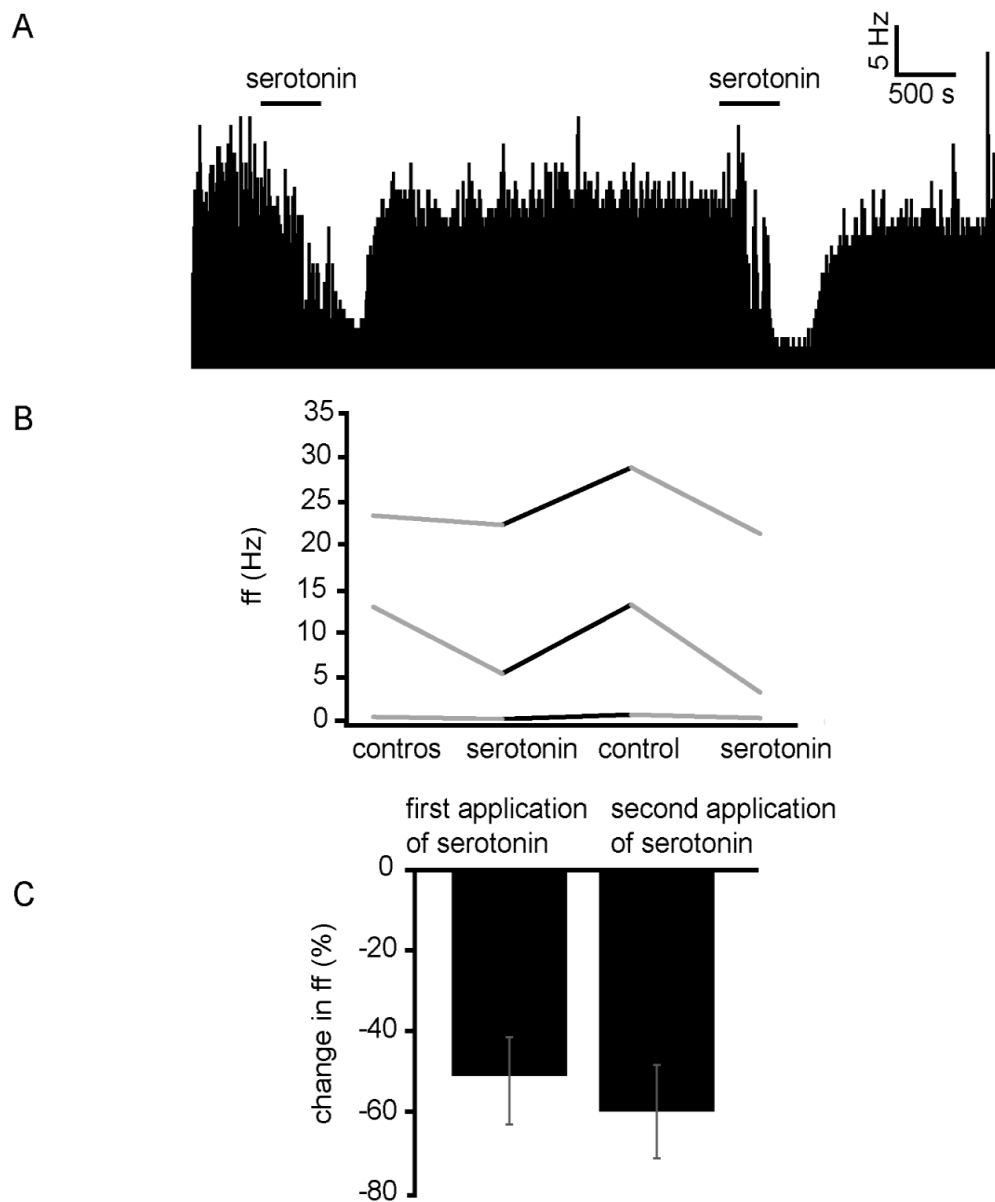 A
5 Hz
500 s
serotonin
serotonin
B
35
30
25
20
15
10
5
0
ff (Hz)
contros
serotonin
control
serotonin
first application
of serotonin
second application
of serotonin
C
0
-20
-40
-60
-80
change in ff (%)